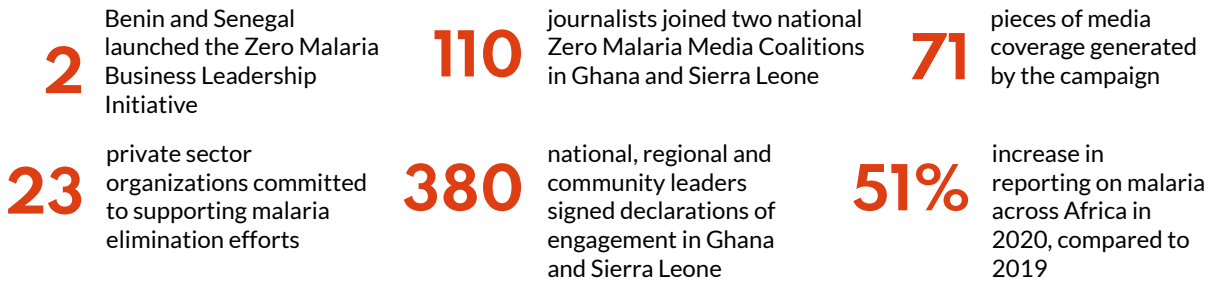 2
Benin and Senegal
launched the Zero Malaria
Business Leadership
Initiative
110
journalists joined two national
Zero Malaria Media Coalitions
in Ghana and Sierra Leone
71
pieces of media
coverage generated
by the campaign
23
private sector
organizations committed
to supporting malaria
elimination efforts
380
national, regional and
community leaders
signed declarations of
engagement in Ghana
and Sierra Leone
51%
increase in
reporting on malaria
across Africa in
2020, compared to
2019